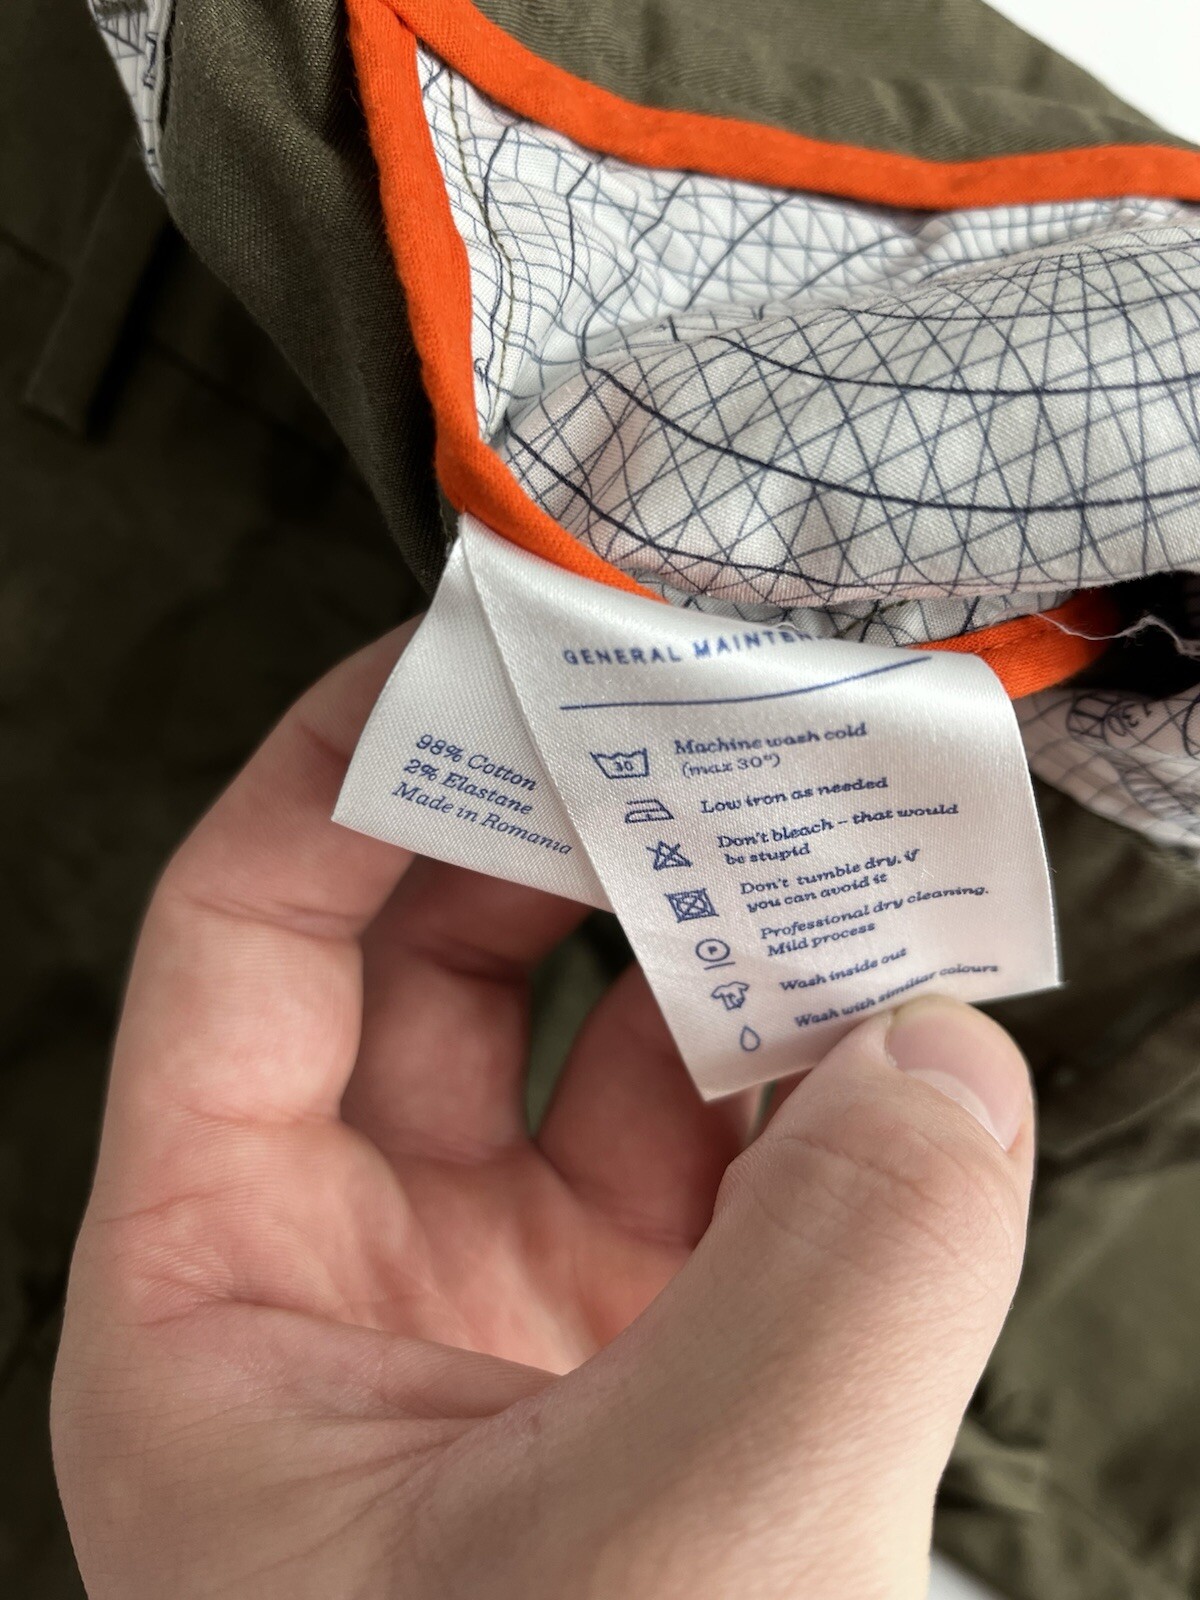 GENERAL MAINTEN
98% Cotton
2% Elastane
Made in Romania
30
Machine wash cold
(max 30°)
Low iron as needed
Don't bleach – that would
be stupid
Don't tumble dry, if
you can avoid it
P
Professional dry cleaning.
Mild process
Wash inside out
Wash with similar colours
130